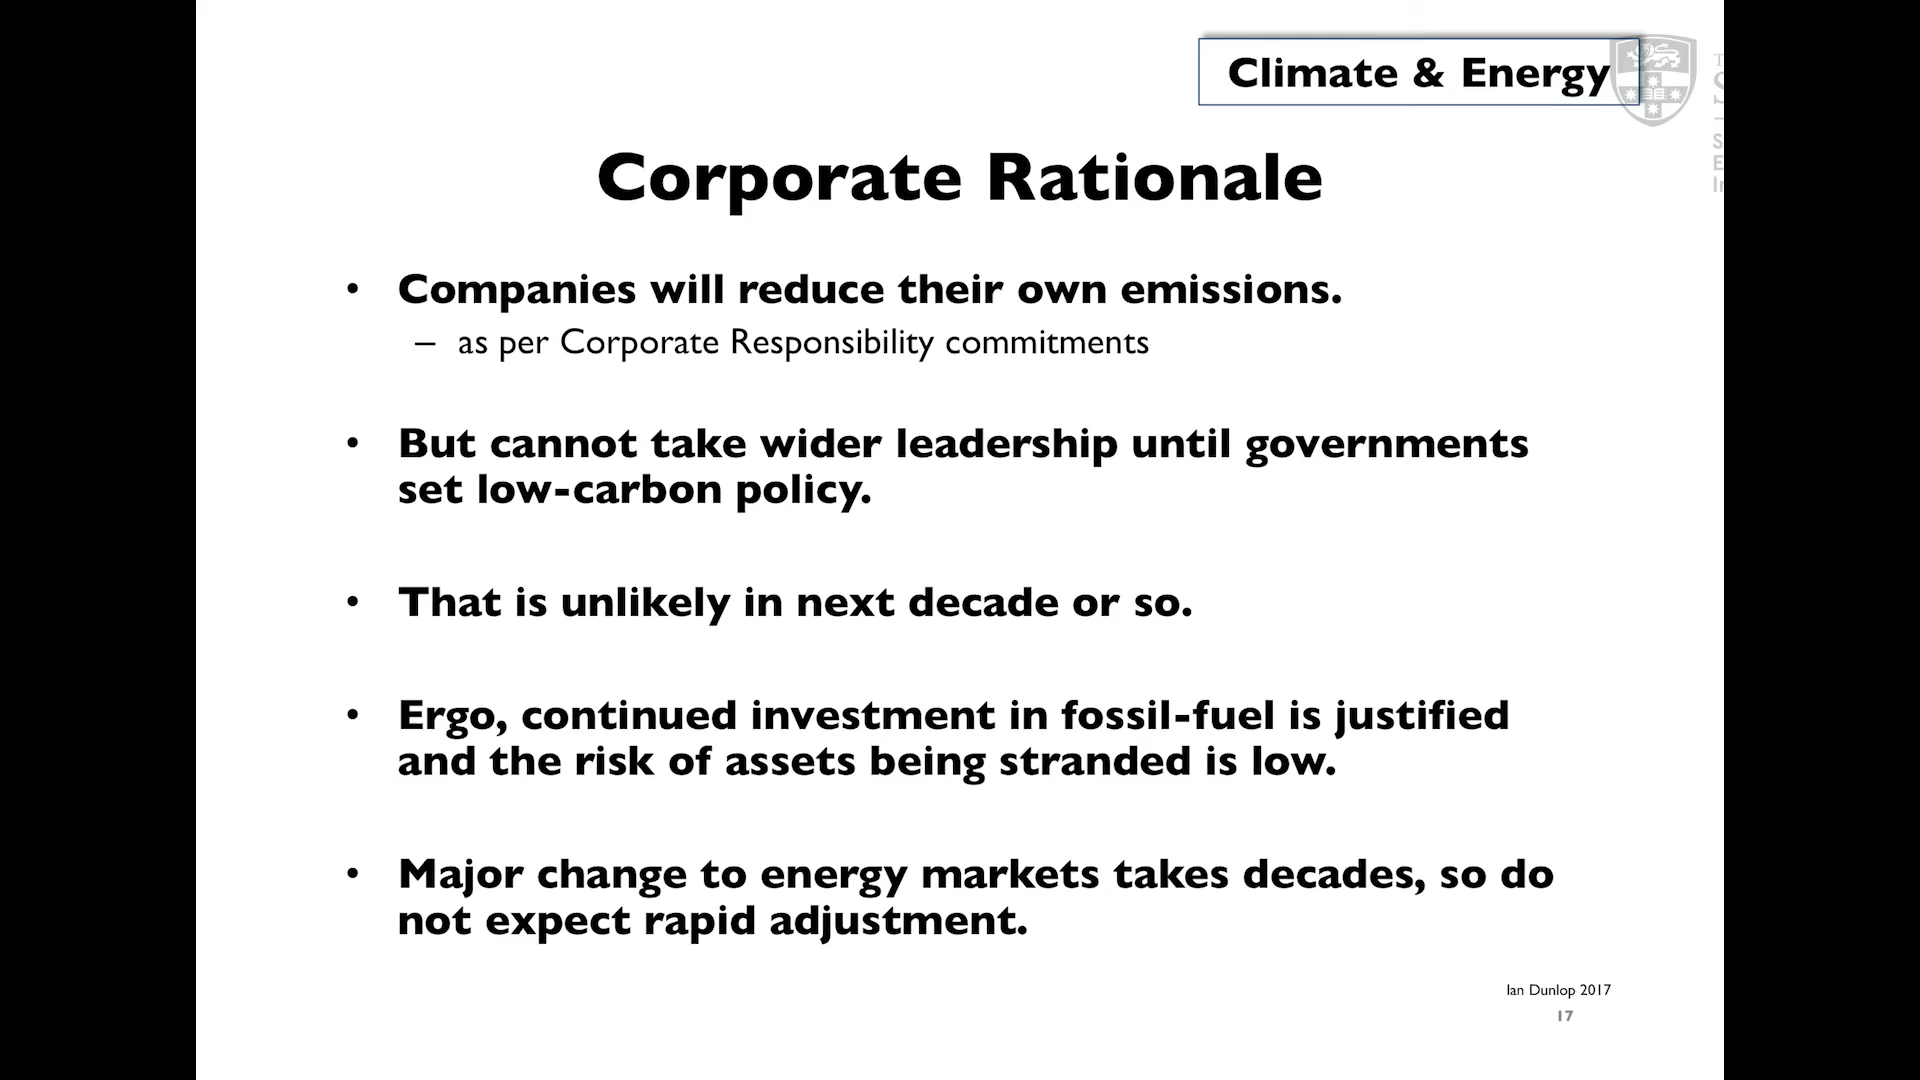 Climate & Energy
Corporate Rationale
• Companies will reduce their own emissions.
– as per Corporate Responsibility commitments
• But cannot take wider leadership until governments
set low-carbon policy.
• That is unlikely in next decade or so.
• Ergo, continued investment in fossil-fuel is justified
and the risk of assets being stranded is low.
• Major change to energy markets takes decades, so do
not expect rapid adjustment.
Ian Dunlop 2017
17